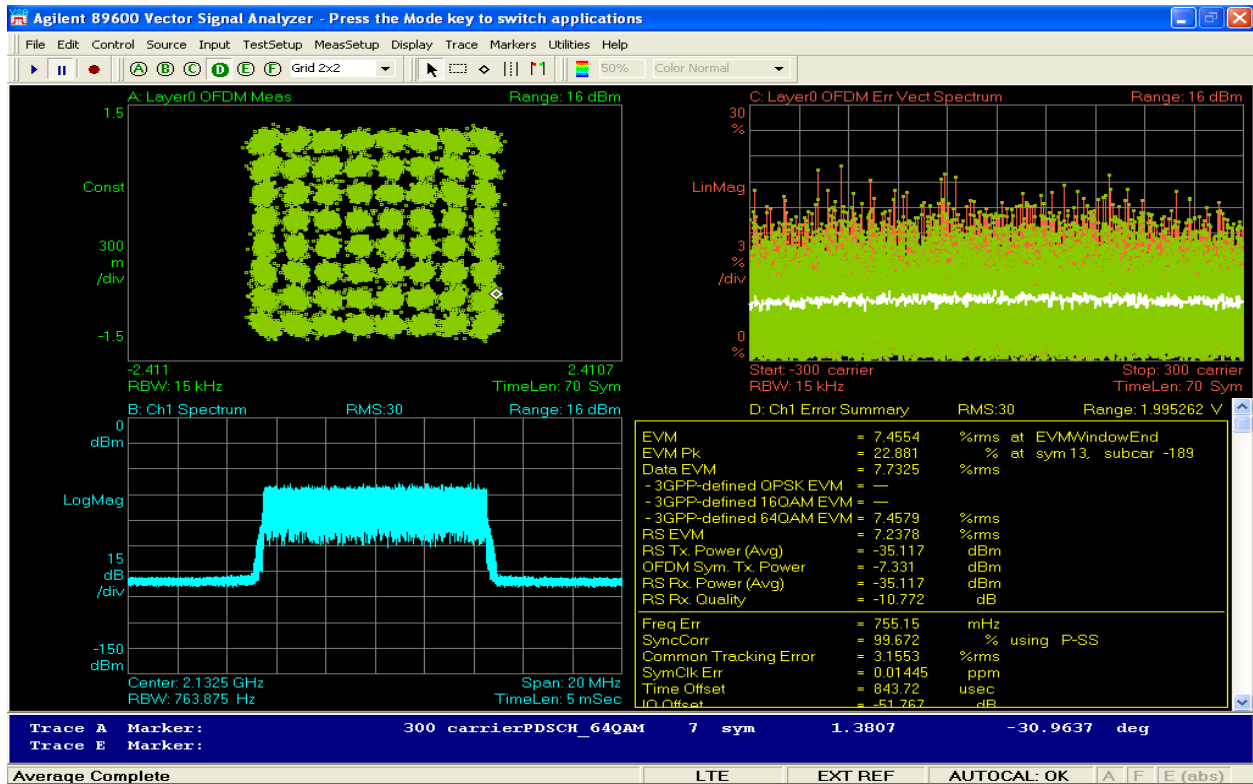 Agilent 89600 Vector Signal Analyzer - Press the Mode key to switch applications
File Edit Control Source Input TestSetup MeasSetup Display Trace Markers Utilities Help
A B C D E F Grid 2x2 50% Color Normal
A: Layer0 OFDM Meas Range: 16 dBm
1.5
Const
300
m
/div
-1.5
-2.411 2.4107
RBW: 15 kHz TimeLen: 70 Sym
C: Layer0 OFDM Err Vect Spectrum Range: 16 dBm
30
%
LinMag
3
%
/div
0
%
Start: -300 carrier Stop: 300 carrier
RBW: 15 kHz TimeLen: 70 Sym
B: Ch1 Spectrum RMS:30 Range: 16 dBm
0
dBm
LogMag
15
dB
/div
-150
dBm
Center: 2.1325 GHz Span: 20 MHz
RBW: 763.875 Hz TimeLen: 5 mSec
D: Ch1 Error Summary RMS:30 Range: 1.995262 V
EVM = 7.4554 %rms at EVMWindowEnd
EVM Pk = 22.881 % at sym 13, subcar -189
Data EVM = 7.7325 %rms
- 3GPP-defined QPSK EVM = —
- 3GPP-defined 16QAM EVM = —
- 3GPP-defined 64QAM EVM = 7.4579 %rms
RS EVM = 7.2378 %rms
RS Tx. Power (Avg) = -35.117 dBm
OFDM Sym. Tx. Power = -7.331 dBm
RS Rx. Power (Avg) = -35.117 dBm
RS Rx. Quality = -10.772 dB
Freq Err = 755.15 mHz
SyncCorr = 99.672 % using P-SS
Common Tracking Error = 3.1553 %rms
SymClk Err = 0.01445 ppm
Time Offset = 843.72 usec
IQ Offset = -51.767 dB
Trace A Marker: 300 carrierPDSCH_64QAM 7 sym 1.3807 -30.9637 deg
Trace E Marker:
Average Complete LTE EXT REF AUTOCAL: OK A F E (abs)